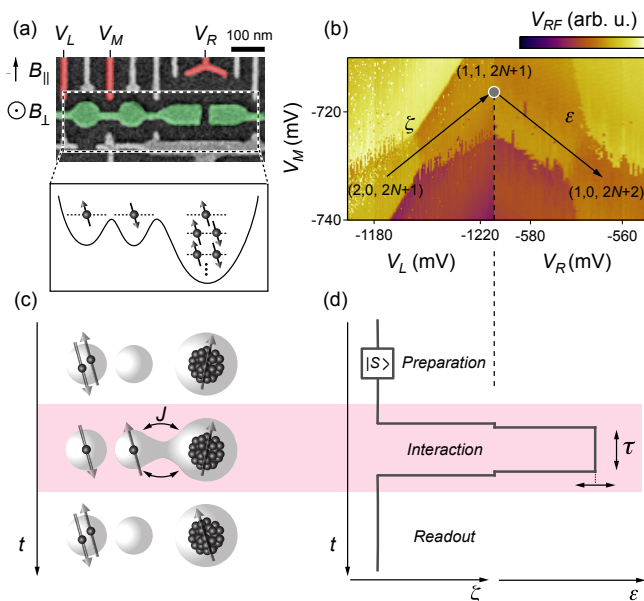 (a)
V_L V_M V_R 100 nm
B_||
B_⊥
(b)
V_RF (arb. u.)
(1,1, 2N+1)
ζ ε
(2,0, 2N+1) (1,0, 2N+2)
-720
-740
V_M (mV)
-1180 -1220 -580 -560
V_L (mV) V_R (mV)
(c)
J
t
(d)
|S> Preparation
Interaction τ
Readout
t
ζ ε